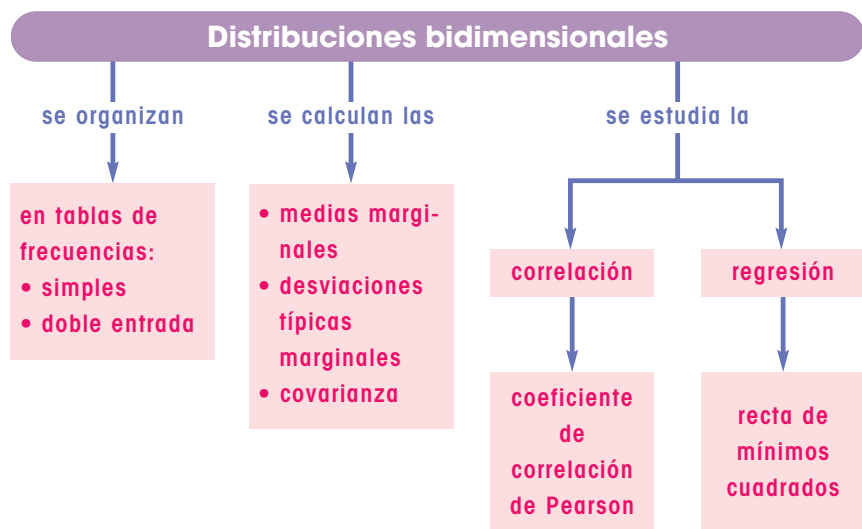 Distribuciones bidimensionales
se organizan
en tablas de
frecuencias:
• simples
• doble entrada
se calculan las
• medias margi-
nales
• desviaciones
típicas
marginales
• covarianza
se estudia la
correlación
coeficiente
de
correlación
de Pearson
regresión
recta de
mínimos
cuadrados